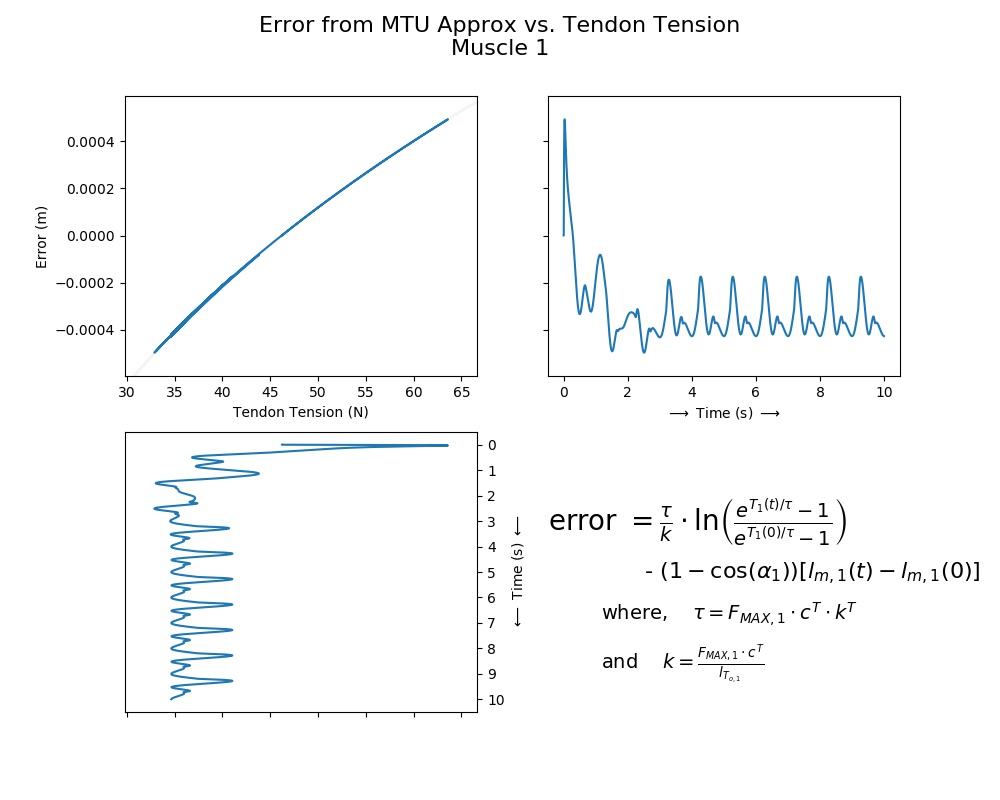 Error from MTU Approx vs. Tendon Tension
Muscle 1
0.0004
0.0002
0.0000
−0.0002
−0.0004
Error (m)
30 35 40 45 50 55 60 65
Tendon Tension (N)
0 2 4 6 8 10
⟶ Time (s) ⟶
0
1
2
3
4
5
6
7
8
9
10
⟵ Time (s) ⟵
error = τ/k · ln((e^{T_1(t)/τ} − 1)/(e^{T_1(0)/τ} − 1))
- (1 − cos(α_1))[l_{m,1}(t) − l_{m,1}(0)]
where, τ = F_{MAX,1} · c^T · k^T
and k = (F_{MAX,1} · c^T)/l_{T_{o,1}}